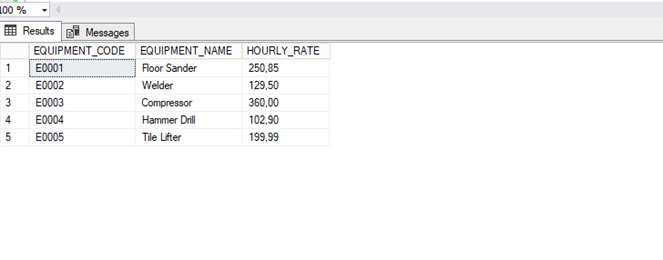 100 %
Results Messages
EQUIPMENT_CODE EQUIPMENT_NAME HOURLY_RATE
1 E0001 Floor Sander 250,85
2 E0002 Welder 129,50
3 E0003 Compressor 360,00
4 E0004 Hammer Drill 102,90
5 E0005 Tile Lifter 199,99